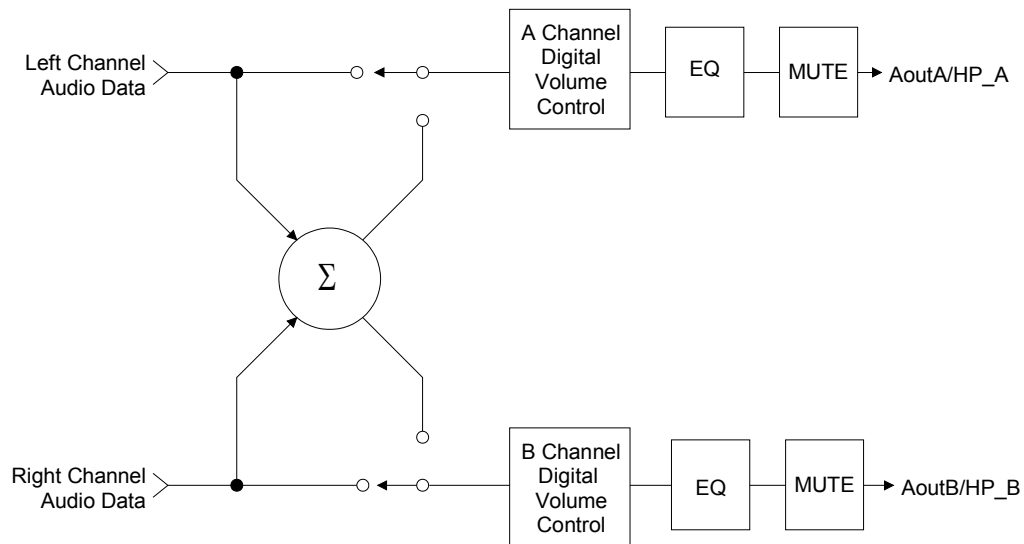 Left Channel
Audio Data
A Channel
Digital
Volume
Control
EQ
MUTE
AoutA/HP_A
Σ
Right Channel
Audio Data
B Channel
Digital
Volume
Control
EQ
MUTE
AoutB/HP_B